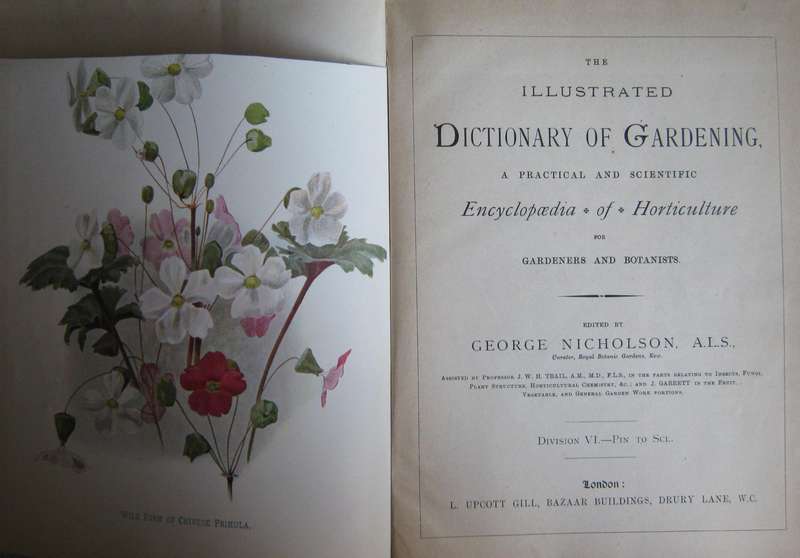 WILD FORM OF CHINESE PRIMULA.
THE
ILLUSTRATED
DICTIONARY OF GARDENING,
A PRACTICAL AND SCIENTIFIC
Encyclopædia of Horticulture
FOR
GARDENERS AND BOTANISTS.
EDITED BY
GEORGE NICHOLSON, A.L.S.,
Curator, Royal Botanic Gardens, Kew.
ASSISTED BY PROFESSOR J. W. H. TRAIL, A.M., M.D., F.L.S., IN THE PARTS RELATING TO INSECTS, FUNGI,
PLANT STRUCTURE, HORTICULTURAL CHEMISTRY, &C.; AND J. GARRETT IN THE FRUIT,
VEGETABLE, AND GENERAL GARDEN WORK PORTIONS.
DIVISION VI.—PIN TO SCL.
London:
L. UPCOTT GILL, BAZAAR BUILDINGS, DRURY LANE, W.C.